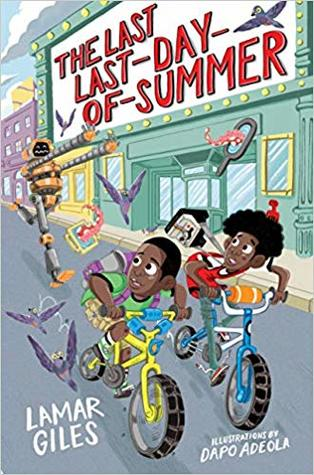 THE LAST
LAST-DAY-
OF-SUMMER
LAMAR
GILES
ILLUSTRATIONS BY
DAPO ADEOLA